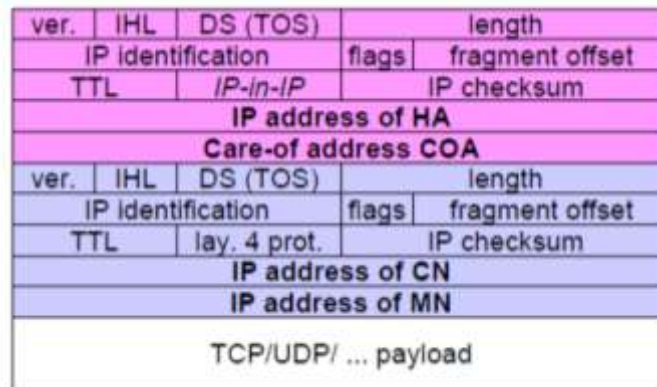 ver. IHL DS (TOS) length
IP identification flags fragment offset
TTL IP-in-IP IP checksum
IP address of HA
Care-of address COA
ver. IHL DS (TOS) length
IP identification flags fragment offset
TTL lay. 4 prot. IP checksum
IP address of CN
IP address of MN
TCP/UDP/ ... payload